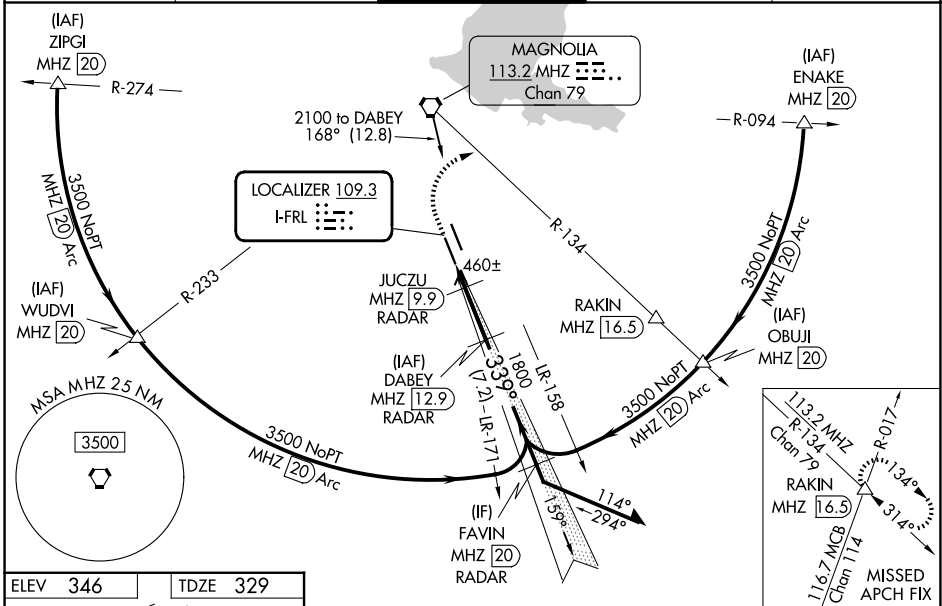 (IAF)
ZIPGI
MHZ 20
R-274
MAGNOLIA
113.2 MHZ
Chan 79
(IAF)
ENAKE
MHZ 20
R-094
2100 to DABEY
168° (12.8)
LOCALIZER 109.3
I-FRL
3500 NoPT
MHZ 20 Arc
R-233
R-134
3500 NoPT
MHZ 20 Arc
(IAF)
WUDVI
MHZ 20
JUCZU
MHZ 9.9
RADAR
460±
RAKIN
MHZ 16.5
(IAF)
OBUJI
MHZ 20
(IAF)
DABEY
MHZ 12.9
RADAR
339°
1800
(7.2)
LR-158
LR-171
3500 NoPT
MHZ 20 Arc
MSA MHZ 25 NM
3500
3500 NoPT
MHZ 20 Arc
(IF)
FAVIN
MHZ 20
RADAR
159°
114°
294°
113.2 MHZ
R-134
Chan 79
R-017
RAKIN
MHZ 16.5
134°
314°
116.7 MCB
Chan 114
MISSED
APCH FIX
ELEV 346
TDZE 329